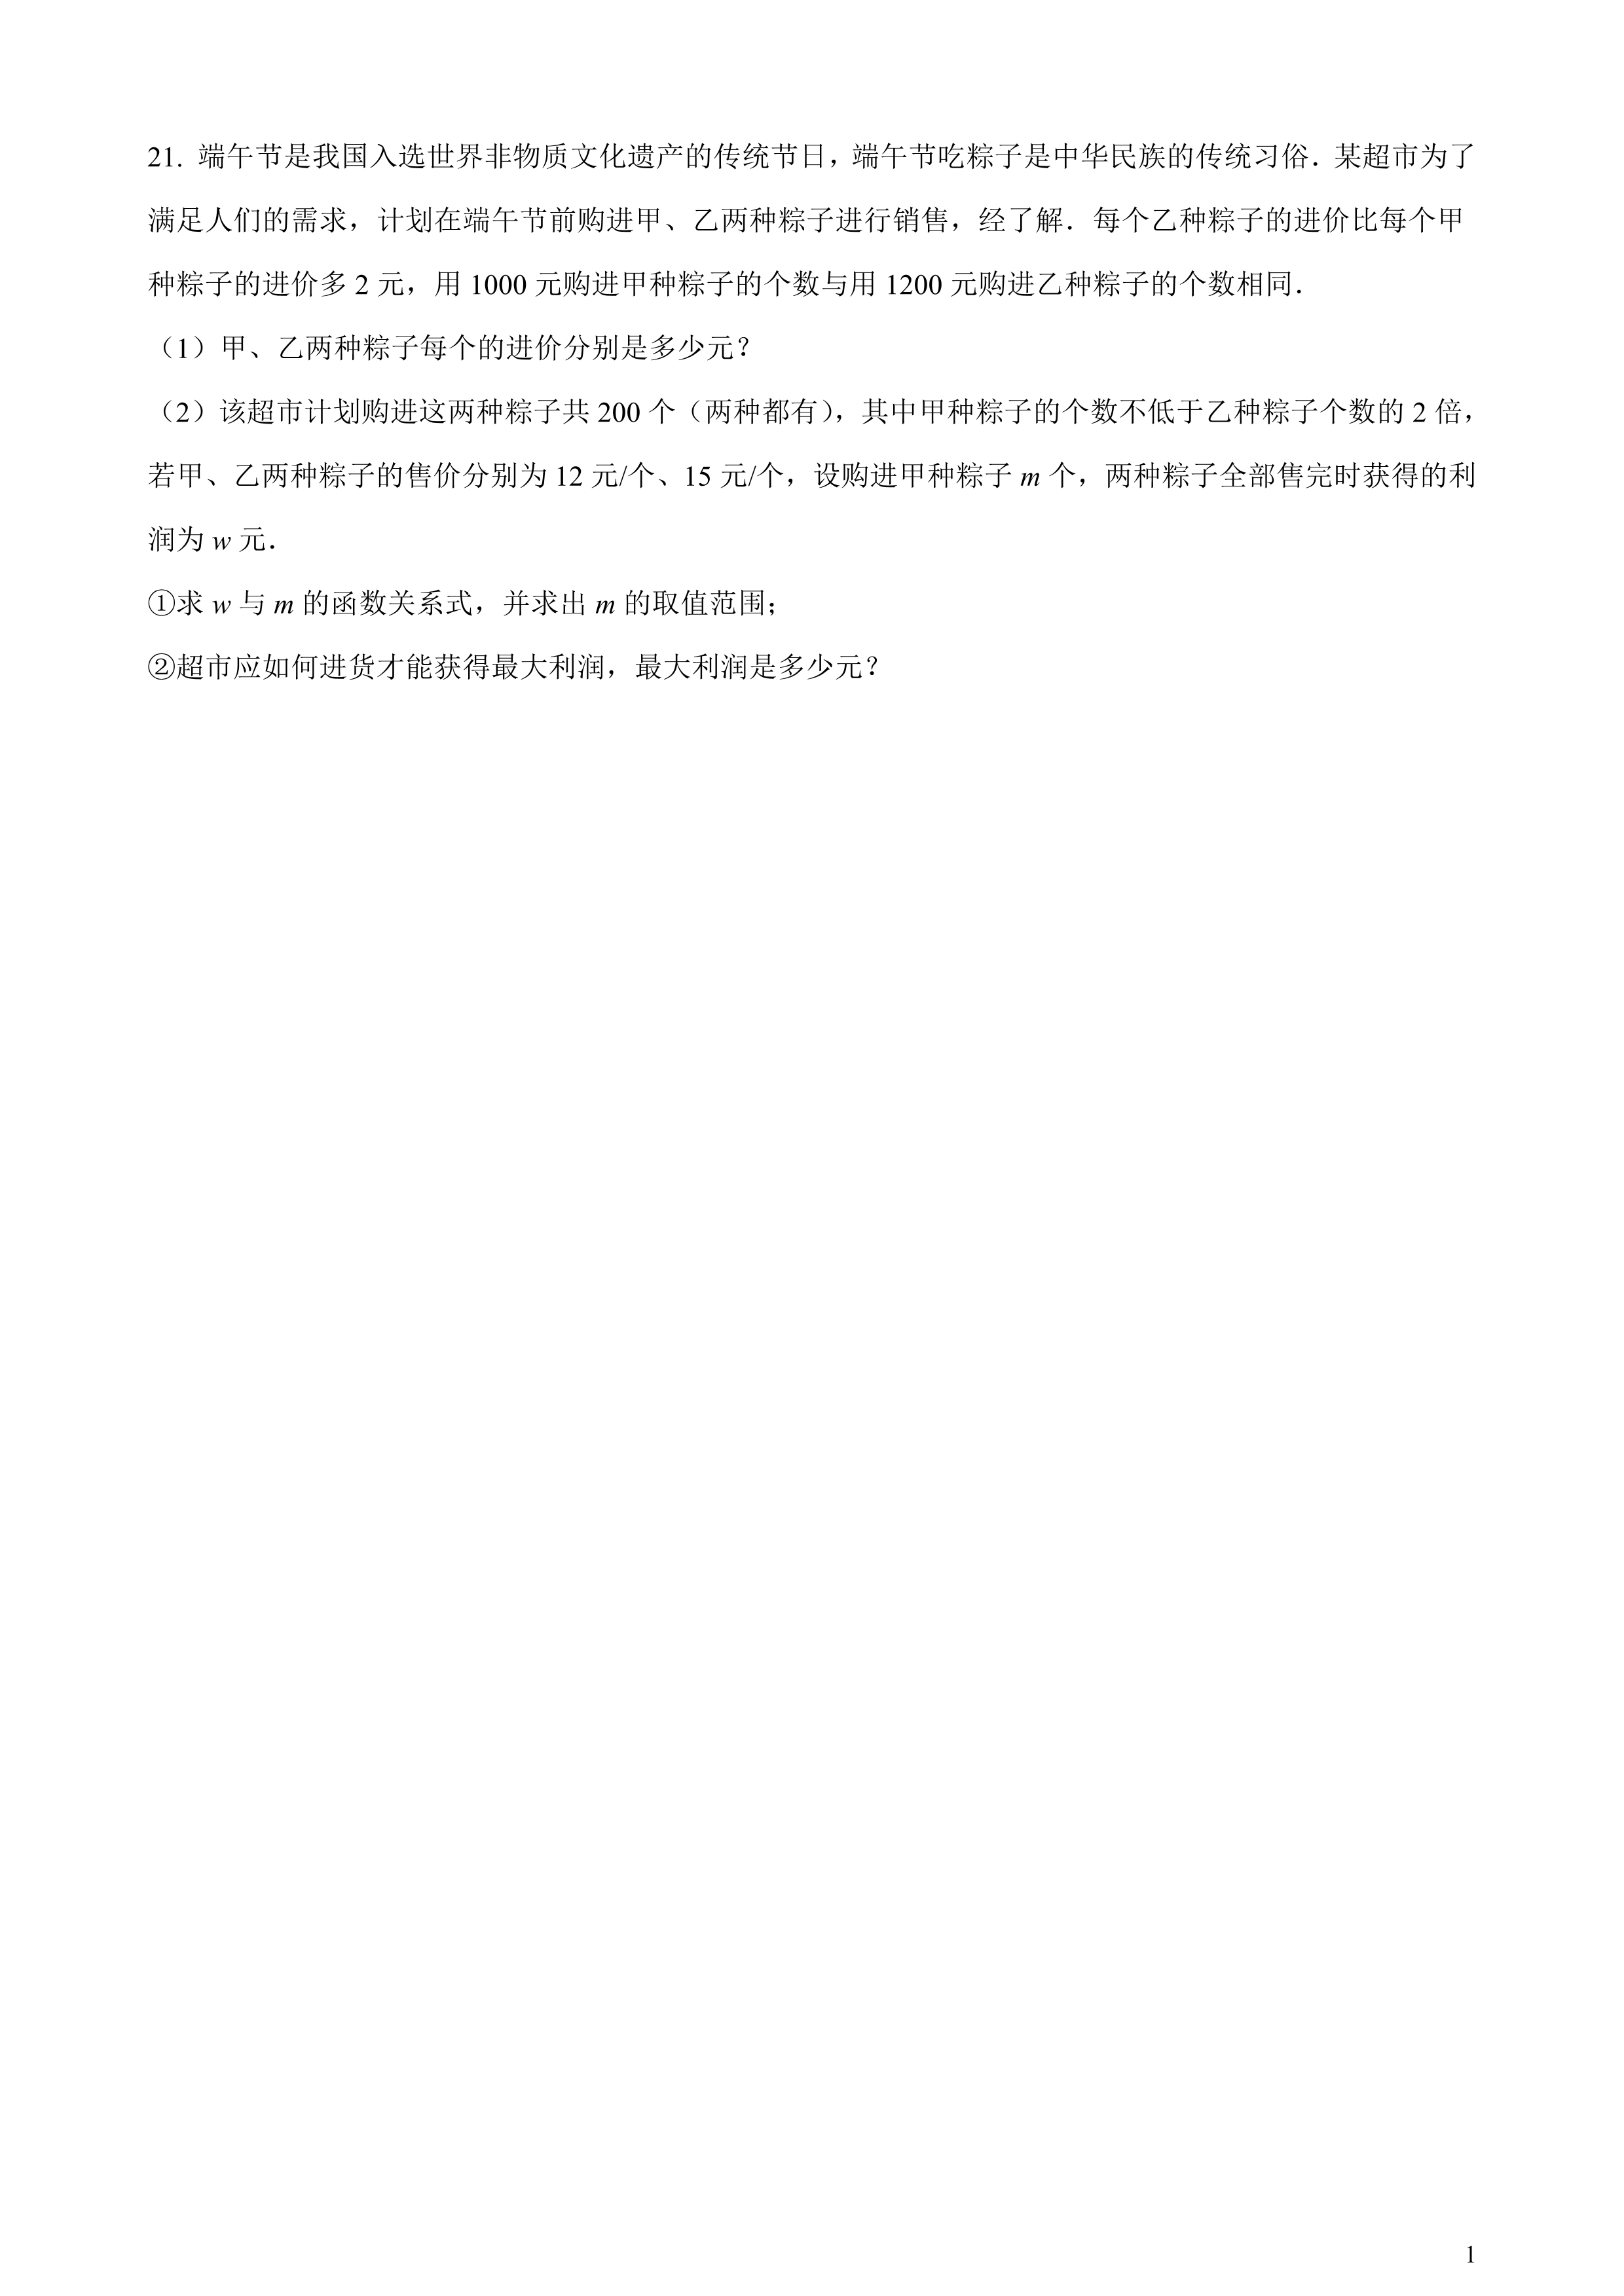 21. 端午节是我国入选世界非物质文化遗产的传统节日，端午节吃粽子是中华民族的传统习俗．某超市为了
满足人们的需求，计划在端午节前购进甲、乙两种粽子进行销售，经了解．每个乙种粽子的进价比每个甲
种粽子的进价多 2 元，用 1000 元购进甲种粽子的个数与用 1200 元购进乙种粽子的个数相同．
（1）甲、乙两种粽子每个的进价分别是多少元？
（2）该超市计划购进这两种粽子共 200 个（两种都有），其中甲种粽子的个数不低于乙种粽子个数的 2 倍，
若甲、乙两种粽子的售价分别为 12 元/个、15 元/个，设购进甲种粽子 m 个，两种粽子全部售完时获得的利
润为 w 元．
①求 w 与 m 的函数关系式，并求出 m 的取值范围；
②超市应如何进货才能获得最大利润，最大利润是多少元？
1